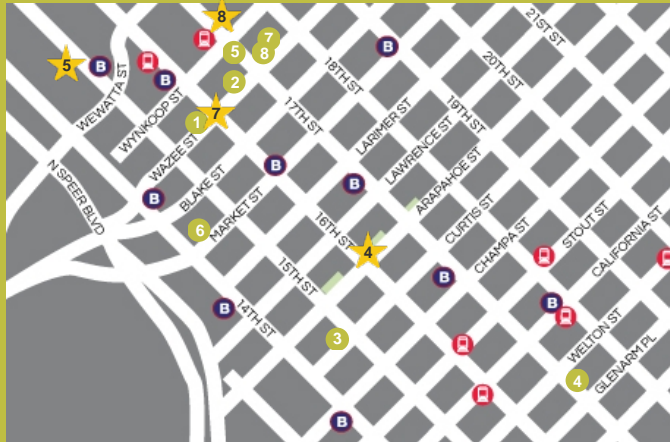 8
21ST ST
7
5
8
B
5
B
20TH ST
B
18TH ST
2
WEWATTA ST
WYNKOOP ST
7
1
17TH ST
19TH ST
LARIMER ST
WAZEE ST
LAWRENCE ST
B
ARAPAHOE ST
N SPEER BLVD
BLAKE ST
B
B
MARKET ST
6
16TH ST
CURTIS ST
STOUT ST
4
CHAMPA ST
CALIFORNIA ST
15TH ST
B
B
B
14TH ST
WELTON ST
3
GLENARM PL
4
B